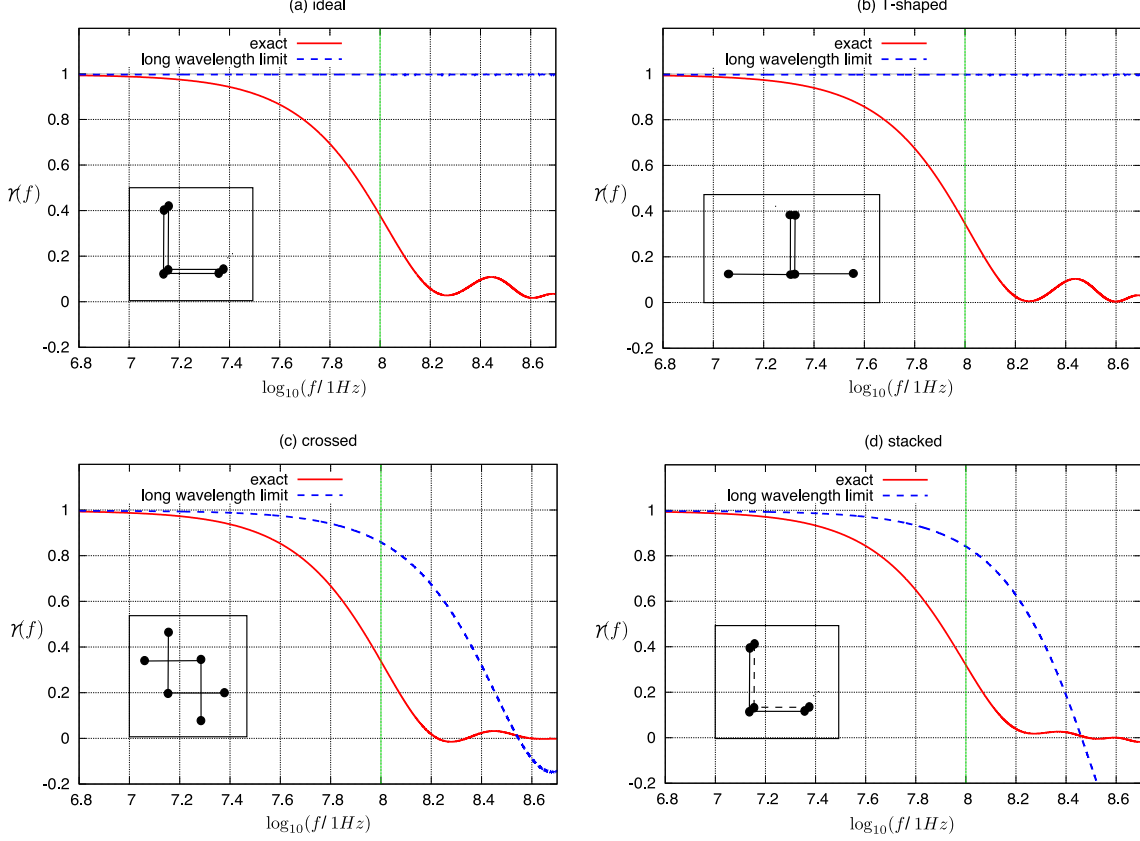 (a) ideal
exact
long wavelength limit
1
0.8
0.6
γ(f)
0.4
0.2
0
-0.2
6.8 7 7.2 7.4 7.6 7.8 8 8.2 8.4 8.6
log10(f/ 1Hz)
(b) T-shaped
exact
long wavelength limit
1
0.8
0.6
γ(f)
0.4
0.2
0
-0.2
6.8 7 7.2 7.4 7.6 7.8 8 8.2 8.4 8.6
log10(f/ 1Hz)
(c) crossed
exact
long wavelength limit
1
0.8
0.6
γ(f)
0.4
0.2
0
-0.2
6.8 7 7.2 7.4 7.6 7.8 8 8.2 8.4 8.6
log10(f/ 1Hz)
(d) stacked
exact
long wavelength limit
1
0.8
0.6
γ(f)
0.4
0.2
0
-0.2
6.8 7 7.2 7.4 7.6 7.8 8 8.2 8.4 8.6
log10(f/ 1Hz)